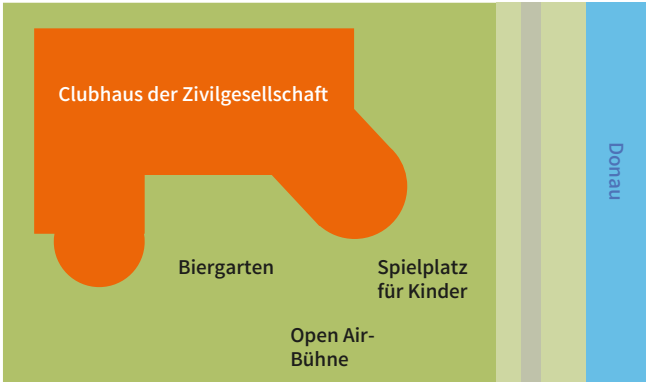 Clubhaus der Zivilgesellschaft
Donau
Biergarten
Spielplatz
für Kinder
Open Air-
Bühne